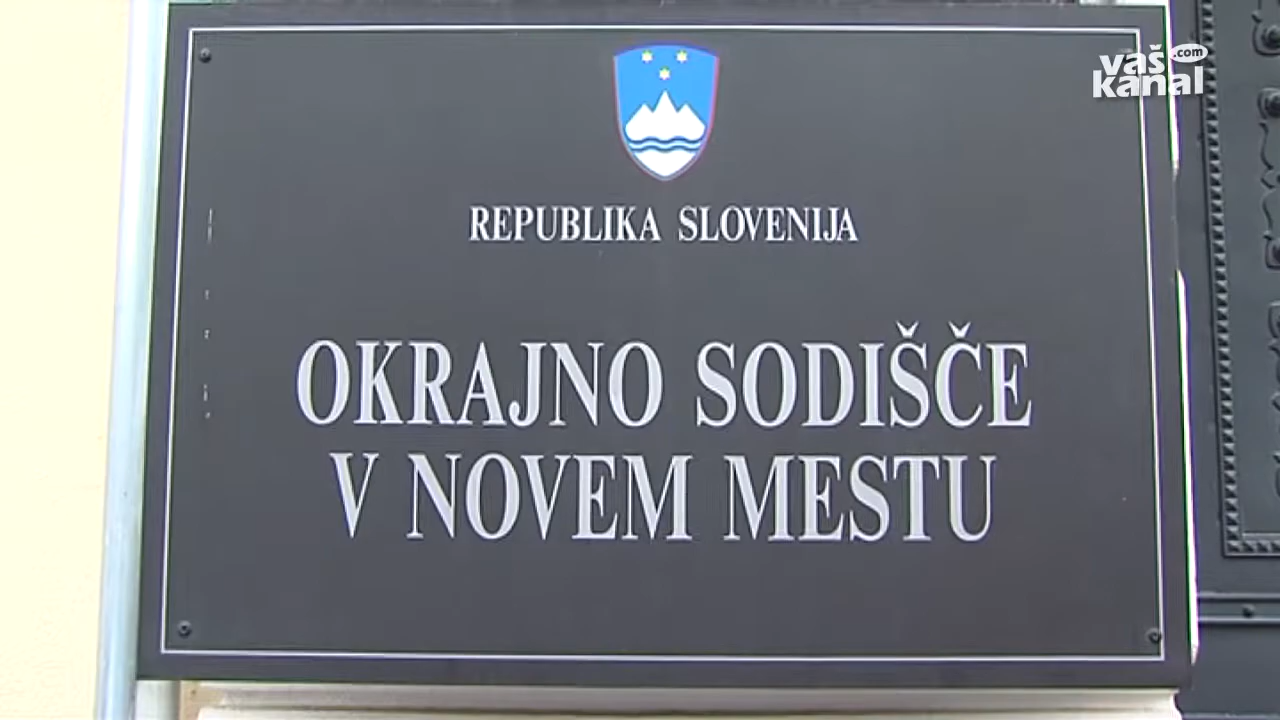 vaš.com
kanal
REPUBLIKA SLOVENIJA
OKRAJNO SODIŠČE
V NOVEM MESTU